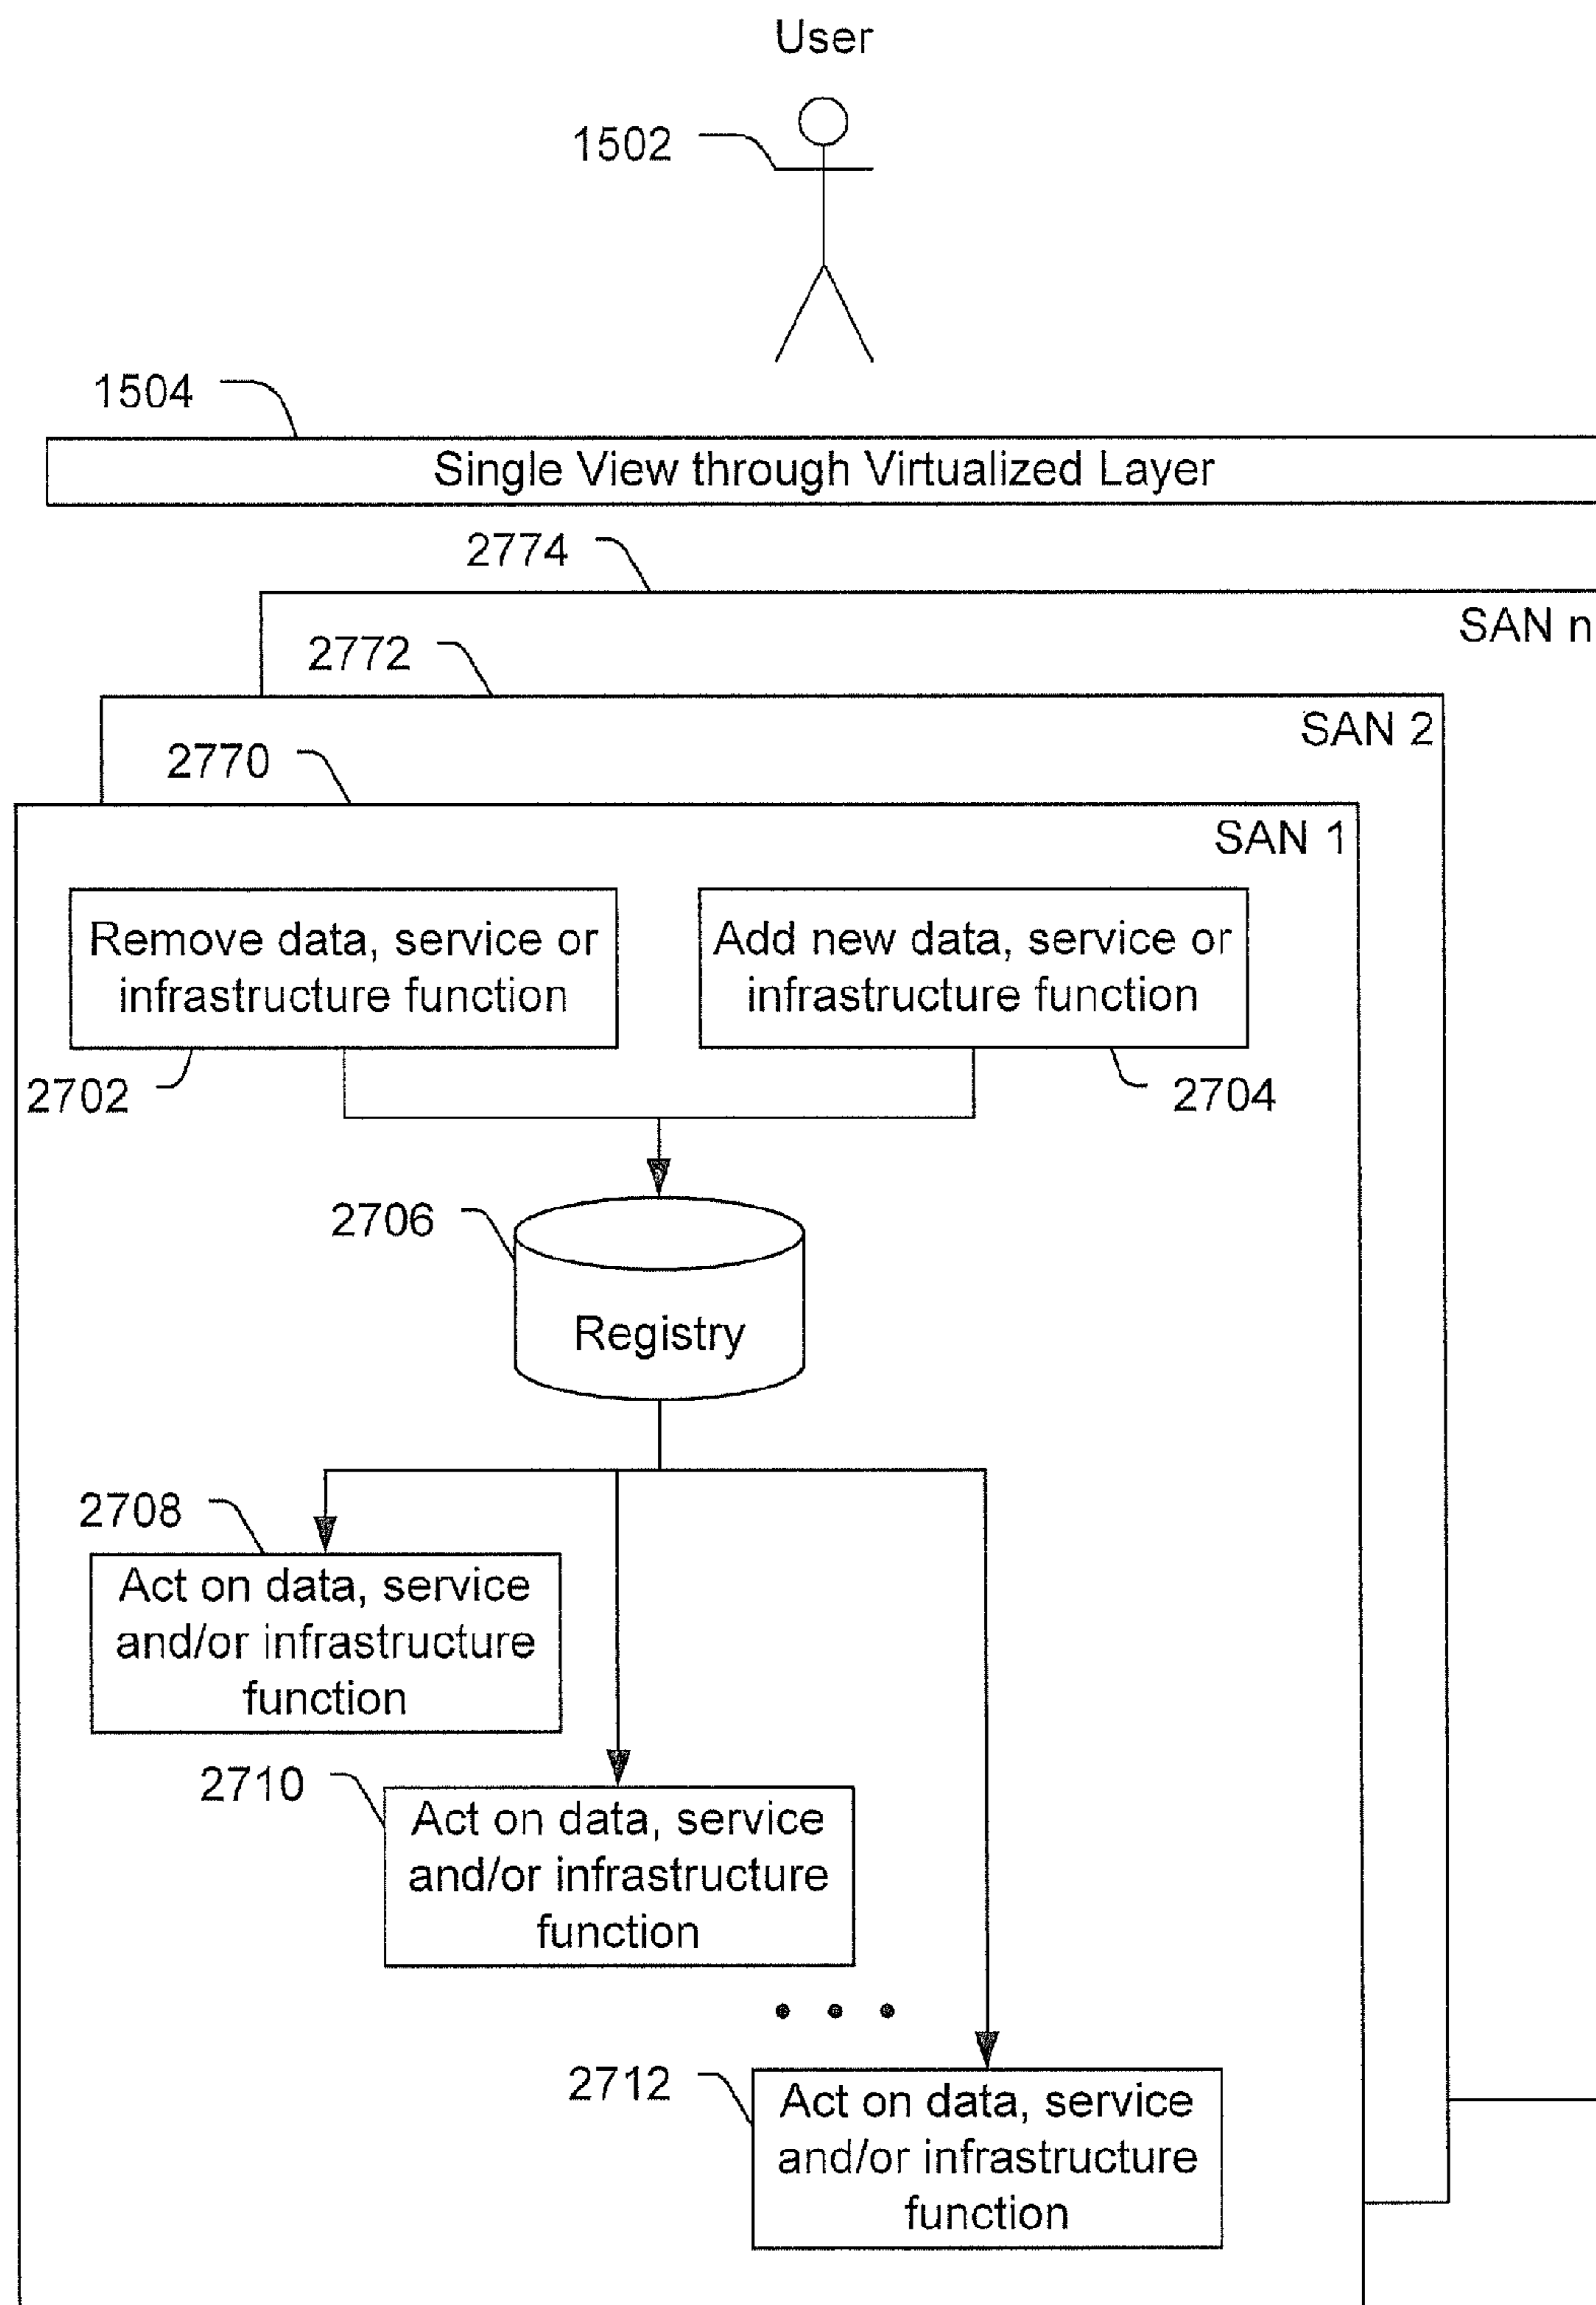 User
1502
1504
Single View through Virtualized Layer
2774
SAN n
2772
SAN 2
2770
SAN 1
Remove data, service or
infrastructure function
Add new data, service or
infrastructure function
2702
2704
2706
Registry
2708
Act on data, service
and/or infrastructure
function
2710
Act on data, service
and/or infrastructure
function
• • •
2712
Act on data, service
and/or infrastructure
function